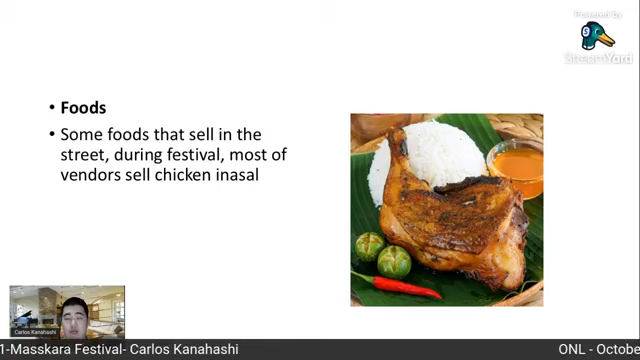 Powered by
StreamYard
• Foods
• Some foods that sell in the
street, during festival, most of
vendors sell chicken inasal
Carlos Kanahashi
1-Masskara Festival- Carlos Kanahashi
ONL - Octobe